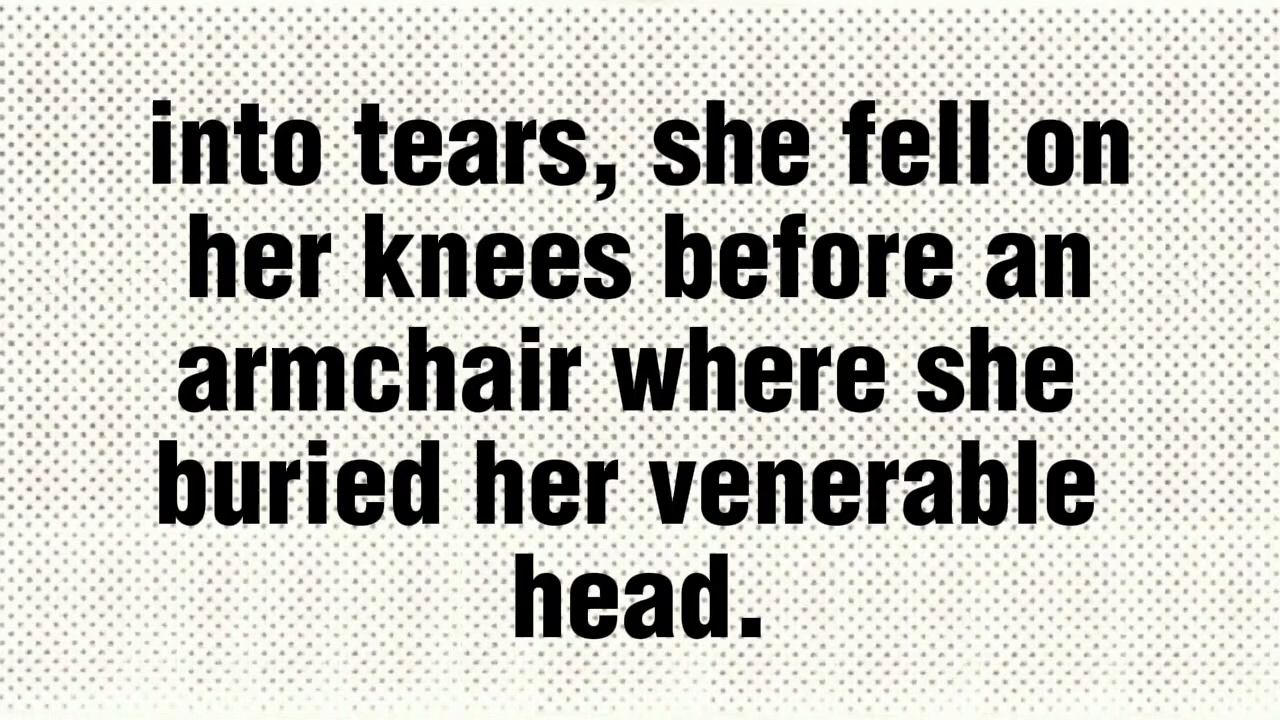 into tears, she fell on
her knees before an
armchair where she
buried her venerable
head.